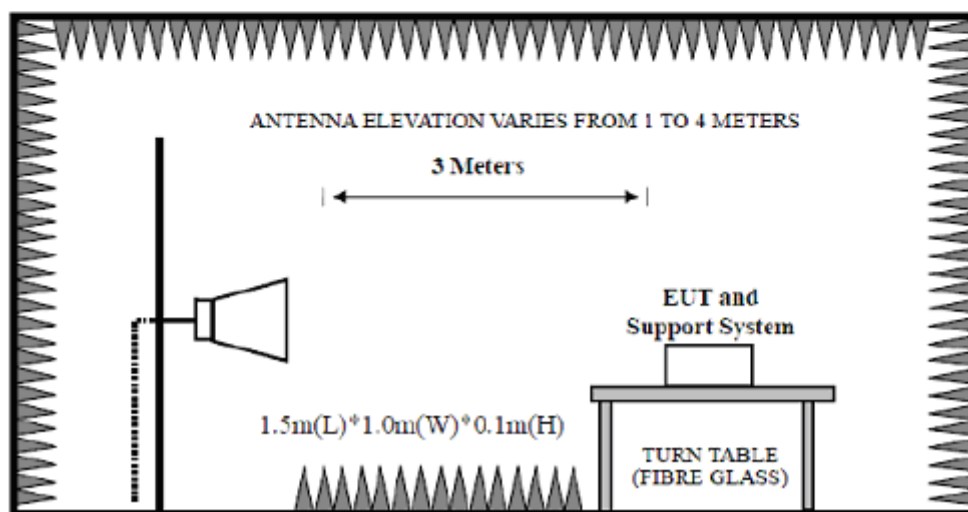 ANTENNA ELEVATION VARIES FROM 1 TO 4 METERS
3 Meters
EUT and
Support System
1.5m(L)*1.0m(W)*0.1m(H)
TURN TABLE
(FIBRE GLASS)